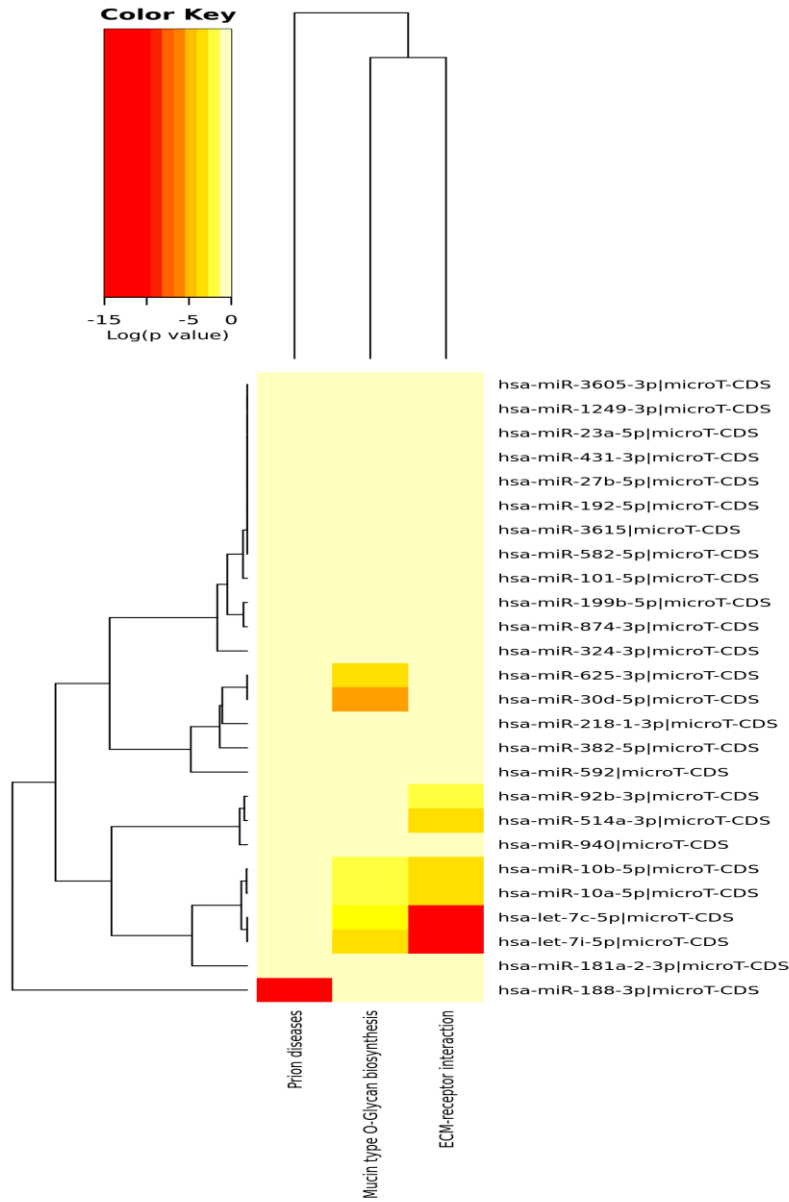 Color Key
-15 -5 0
Log(p value)
hsa-miR-3605-3p|microT-CDS
hsa-miR-1249-3p|microT-CDS
hsa-miR-23a-5p|microT-CDS
hsa-miR-431-3p|microT-CDS
hsa-miR-27b-5p|microT-CDS
hsa-miR-192-5p|microT-CDS
hsa-miR-3615|microT-CDS
hsa-miR-582-5p|microT-CDS
hsa-miR-101-5p|microT-CDS
hsa-miR-199b-5p|microT-CDS
hsa-miR-874-3p|microT-CDS
hsa-miR-324-3p|microT-CDS
hsa-miR-625-3p|microT-CDS
hsa-miR-30d-5p|microT-CDS
hsa-miR-218-1-3p|microT-CDS
hsa-miR-382-5p|microT-CDS
hsa-miR-592|microT-CDS
hsa-miR-92b-3p|microT-CDS
hsa-miR-514a-3p|microT-CDS
hsa-miR-940|microT-CDS
hsa-miR-10b-5p|microT-CDS
hsa-miR-10a-5p|microT-CDS
hsa-let-7c-5p|microT-CDS
hsa-let-7i-5p|microT-CDS
hsa-miR-181a-2-3p|microT-CDS
hsa-miR-188-3p|microT-CDS
Prion diseases
Mucin type O-Glycan biosynthesis
ECM-receptor interaction